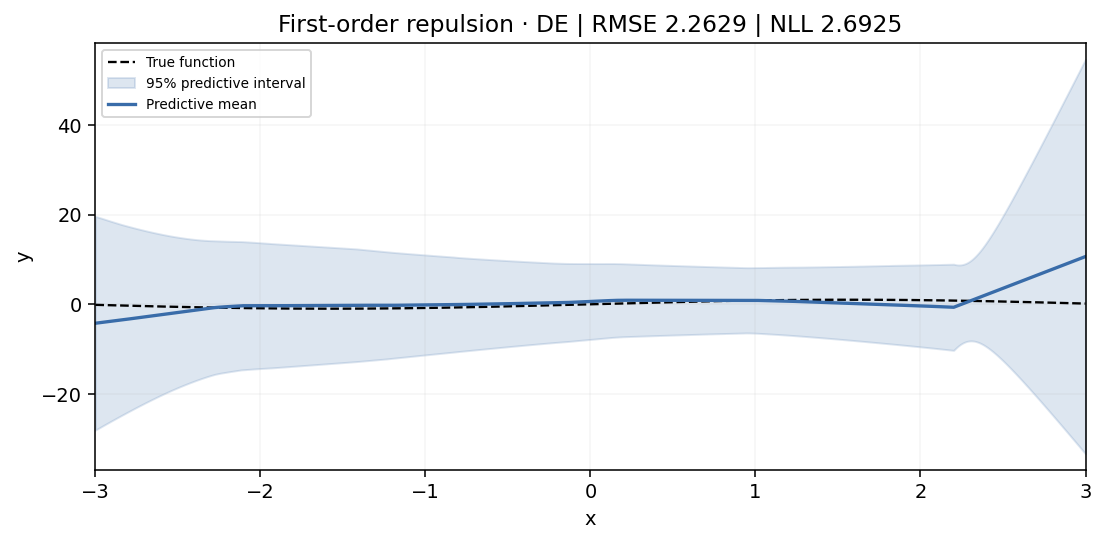 First-order repulsion · DE | RMSE 2.2629 | NLL 2.6925
True function
95% predictive interval
Predictive mean
y
40
20
0
−20
−3
−2
−1
0
1
2
3
x